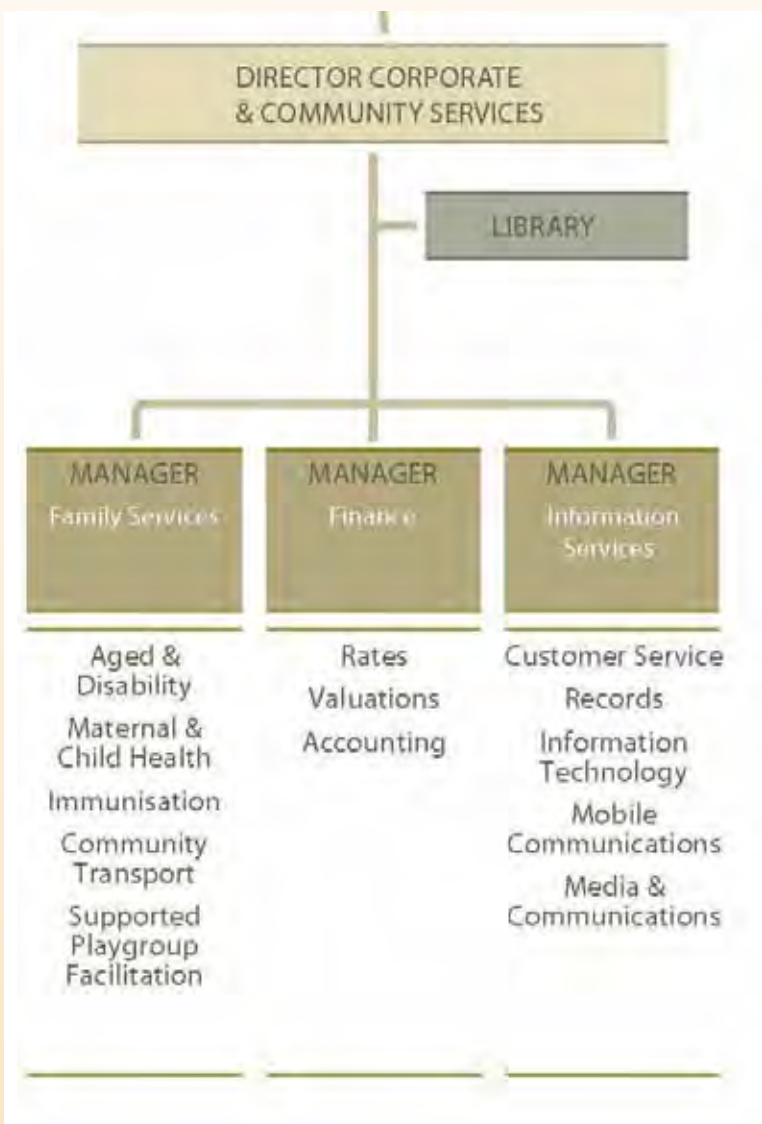 DIRECTOR CORPORATE
& COMMUNITY SERVICES
LIBRARY
MANAGER
Family Services
Aged &
Disability
Maternal &
Child Health
Immunisation
Community
Transport
Supported
Playgroup
Facilitation
MANAGER
Finance
Rates
Valuations
Accounting
MANAGER
Information
Services
Customer Service
Records
Information
Technology
Mobile
Communications
Media &
Communications